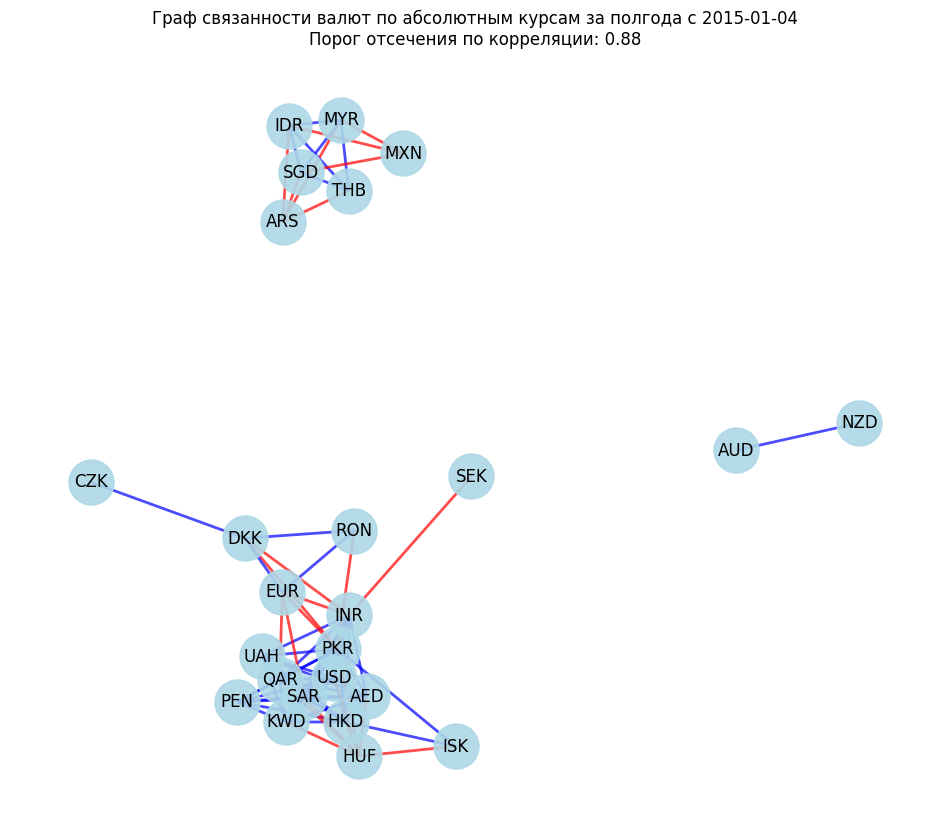 Граф связанности валют по абсолютным курсам за полгода с 2015-01-04
Порог отсечения по корреляции: 0.88
IDR
MYR
MXN
SGD
THB
ARS
NZD
AUD
CZK
SEK
DKK
RON
EUR
INR
UAH
PKR
QAR
USD
PEN
SAR
AED
KWD
HKD
HUF
ISK